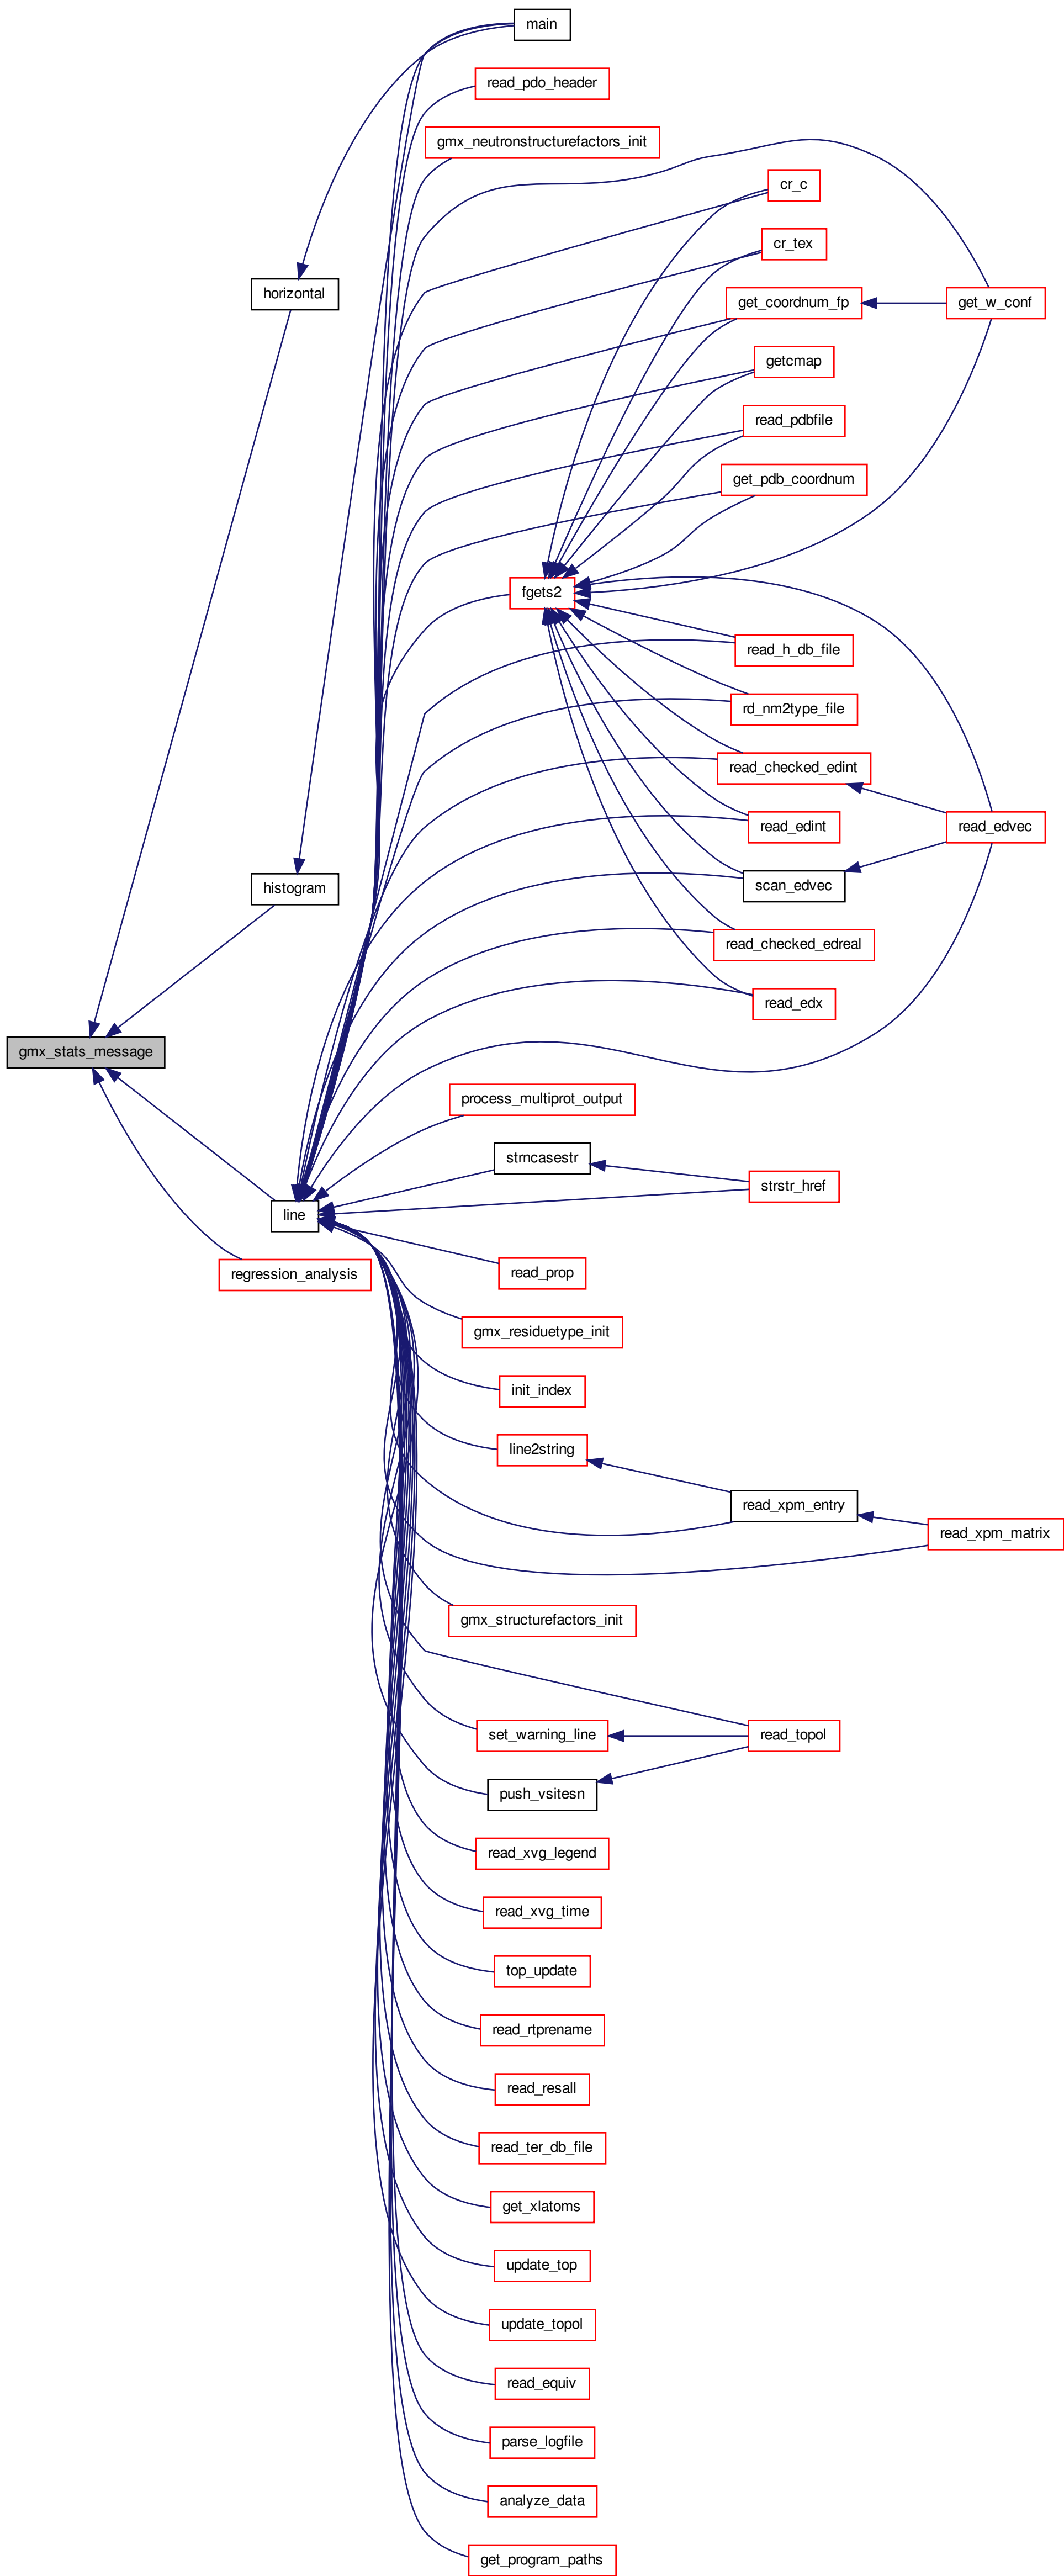 main
read_pdo_header
gmx_neutronstructurefactors_init
cr_c
cr_tex
horizontal
get_coordnum_fp
get_w_conf
getcmap
read_pdbfile
get_pdb_coordnum
fgets2
read_h_db_file
rd_nm2type_file
read_checked_edint
read_edint
read_edvec
histogram
scan_edvec
read_checked_edreal
read_edx
gmx_stats_message
process_multiprot_output
strncasestr
strstr_href
line
regression_analysis
read_prop
gmx_residuetype_init
init_index
line2string
read_xpm_entry
read_xpm_matrix
gmx_structurefactors_init
set_warning_line
read_topol
push_vsitesn
read_xvg_legend
read_xvg_time
top_update
read_rtprename
read_resall
read_ter_db_file
get_xlatoms
update_top
update_topol
read_equiv
parse_logfile
analyze_data
get_program_paths